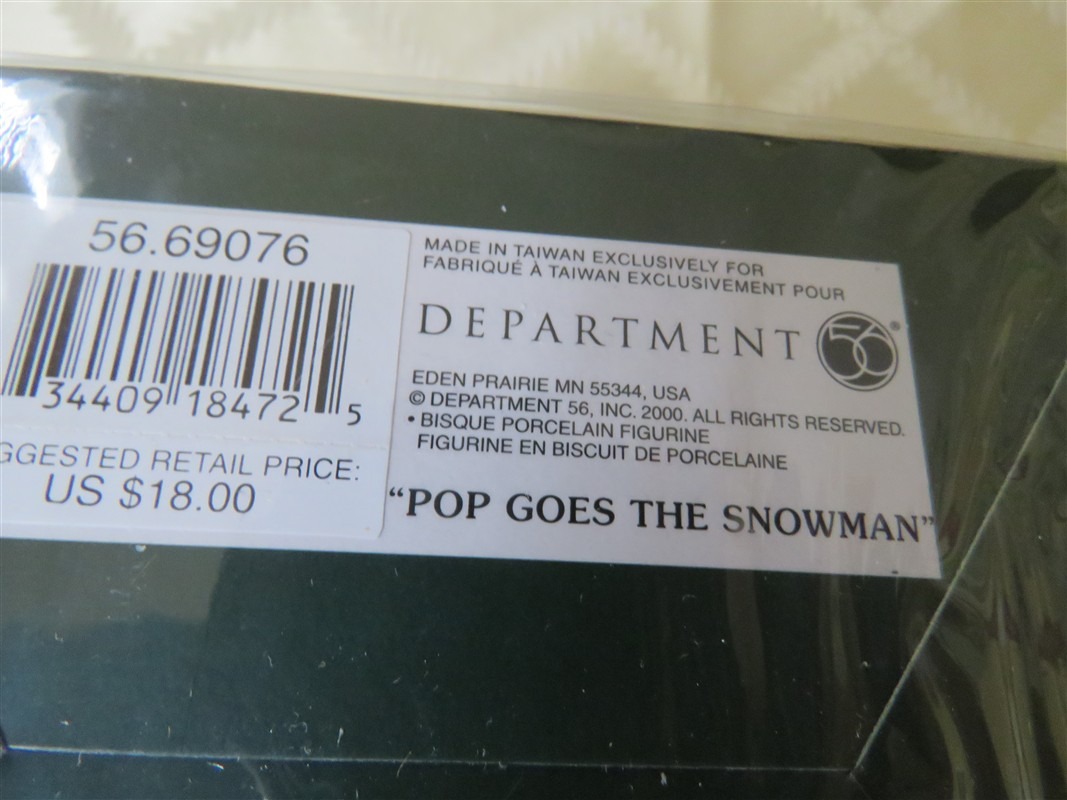 56.69076
34409 18472 5
GGESTED RETAIL PRICE:
US $18.00
MADE IN TAIWAN EXCLUSIVELY FOR
FABRIQUÉ À TAIWAN EXCLUSIVEMENT POUR
DEPARTMENT 56®
EDEN PRAIRIE MN 55344, USA
© DEPARTMENT 56, INC. 2000. ALL RIGHTS RESERVED.
• BISQUE PORCELAIN FIGURINE
FIGURINE EN BISCUIT DE PORCELAINE
“POP GOES THE SNOWMAN”